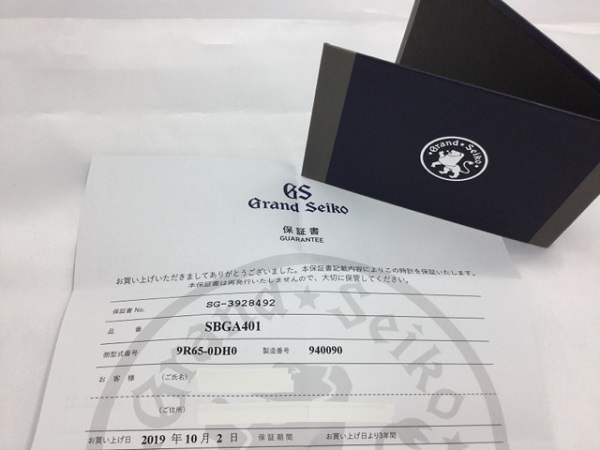 Grand Seiko
GS
Grand Seiko
保証書
GUARANTEE
お買い上げいただきましてありがとうございました。本保証書記載内容によりこの時計を保証いたします。
本保証書は再発行いたしませんので、大切に保管してください。
保証書 No. SG-3928492
品番 SBGA401
側型式番号 9R65-0DH0 製造番号 940090
お客様 (ご氏名)
(ご住所)
お買い上げ日 2019 年 10 月 2 日 保証期間 お買い上げ日より3年間
Grand Seiko